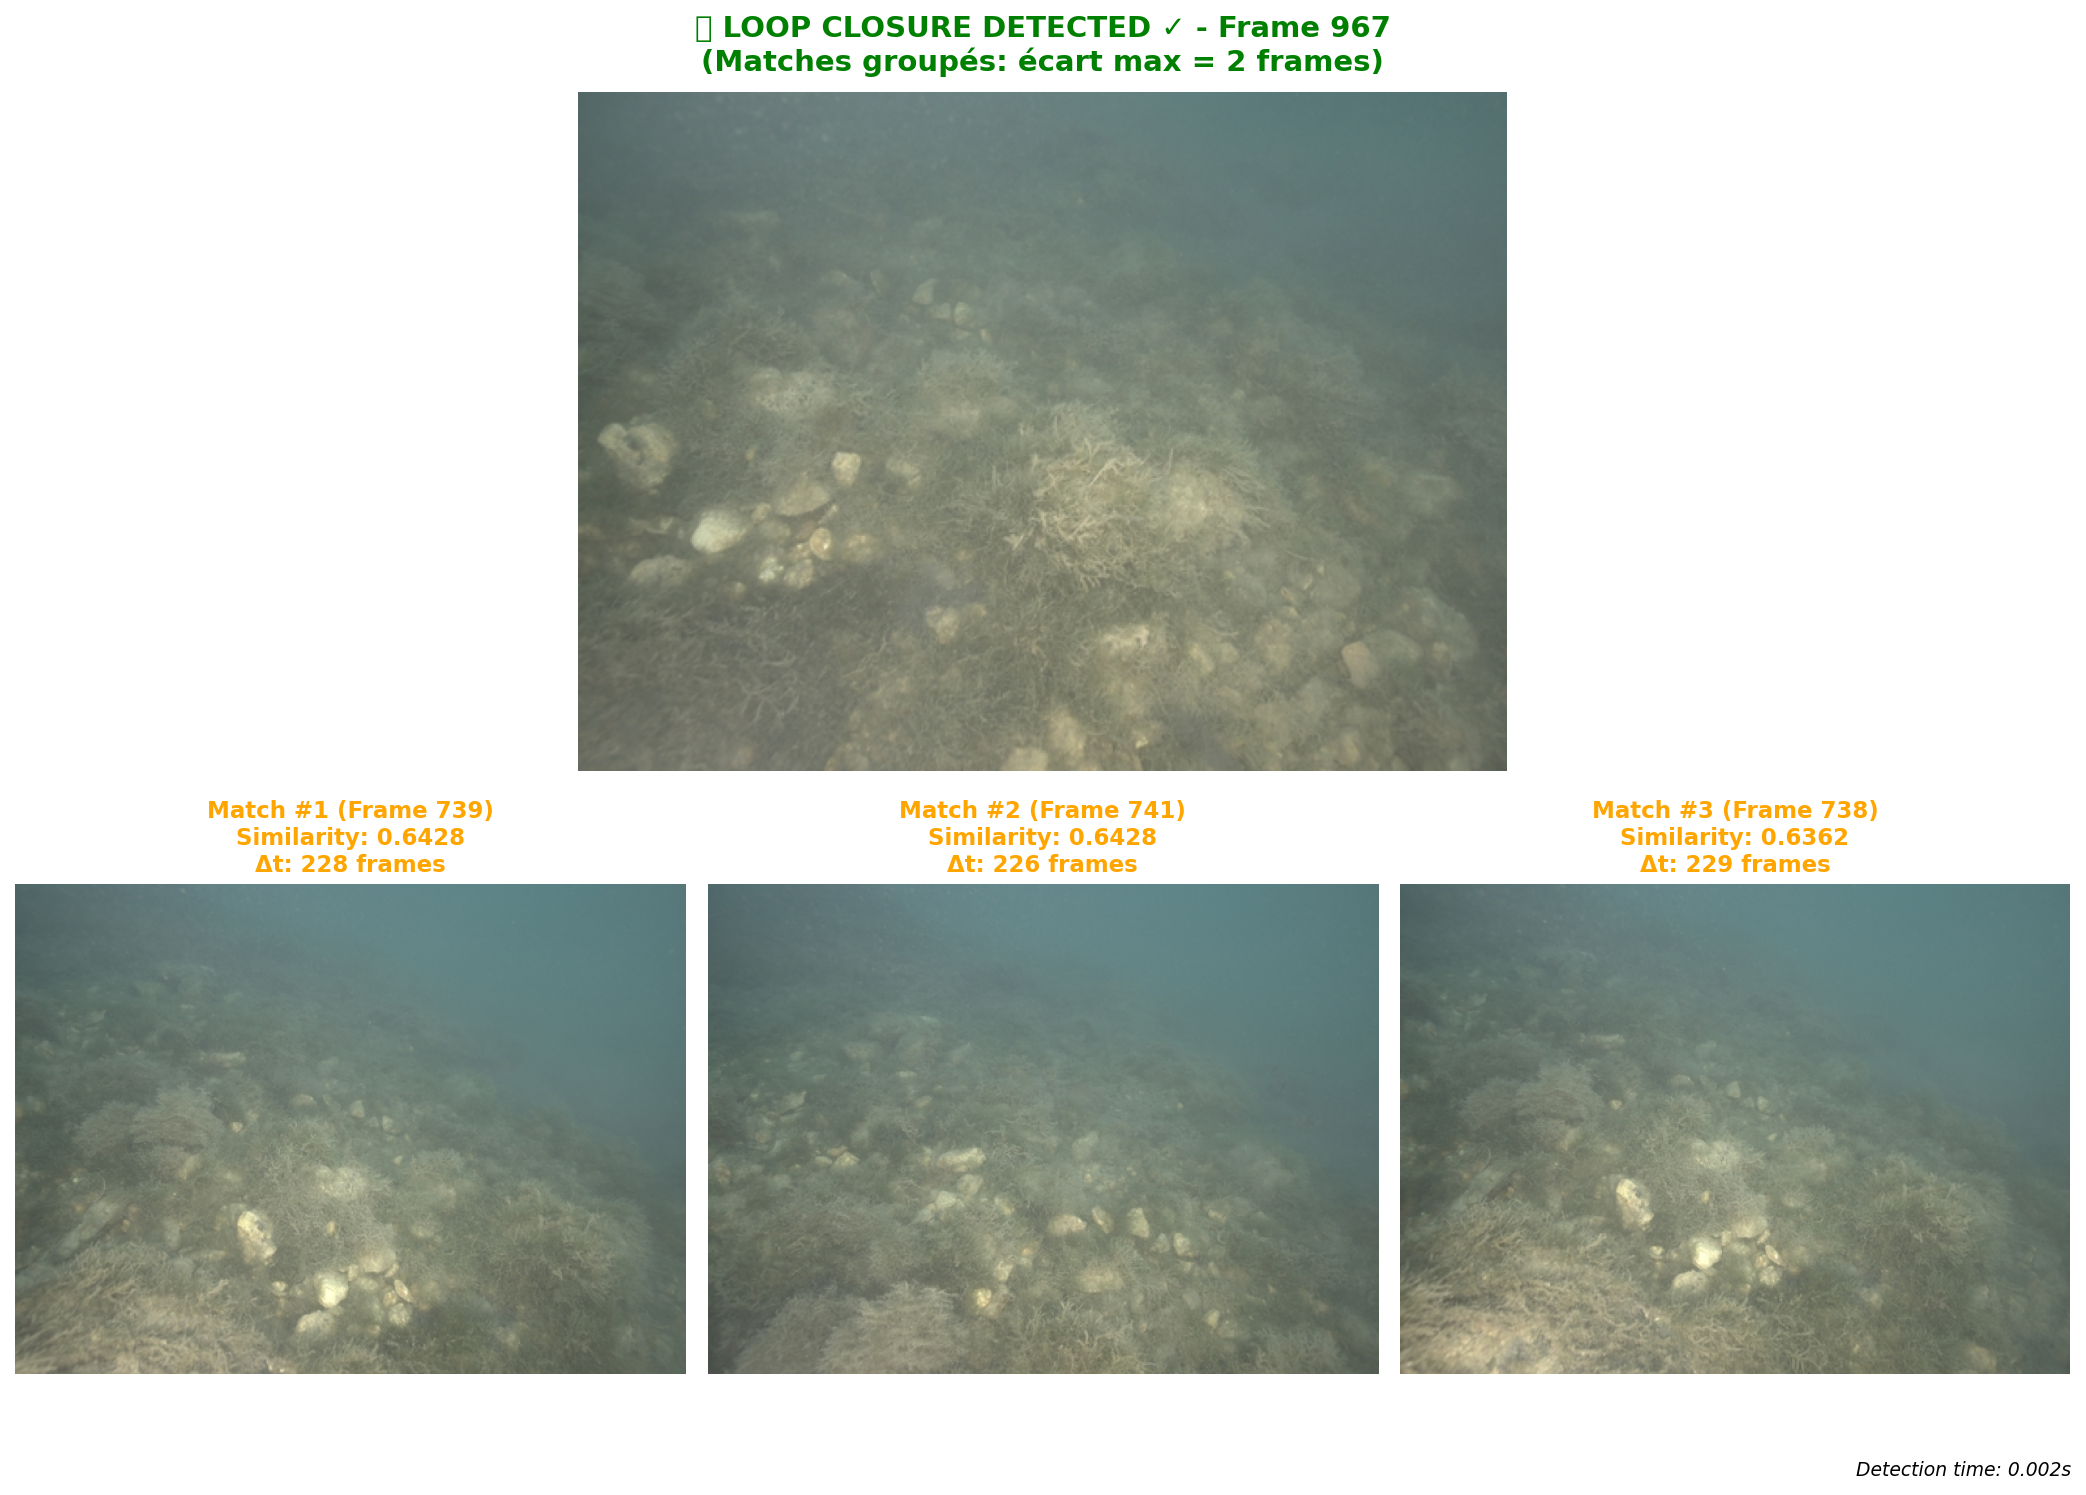 LOOP CLOSURE DETECTED ✓ - Frame 967
(Matches groupés: écart max = 2 frames)
Match #1 (Frame 739)
Similarity: 0.6428
Δt: 228 frames
Match #2 (Frame 741)
Similarity: 0.6428
Δt: 226 frames
Match #3 (Frame 738)
Similarity: 0.6362
Δt: 229 frames
Detection time: 0.002s